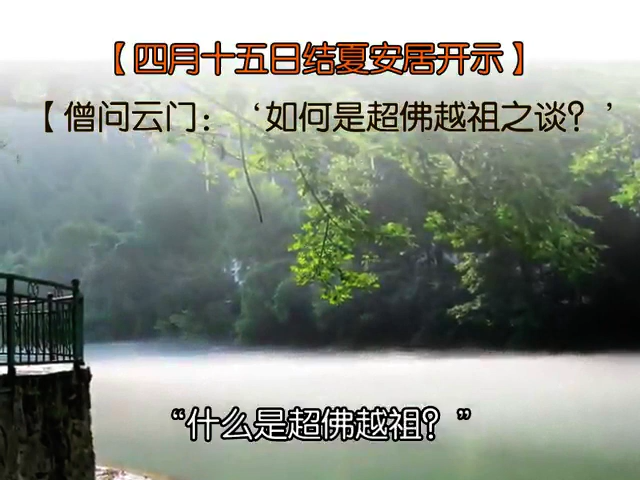 【四月十五日结夏安居开示】
【僧问云门：‘如何是超佛越祖之谈？’
“什么是超佛越祖？”